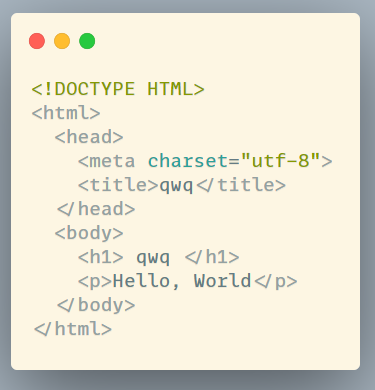 <!DOCTYPE HTML>
<html>
  <head>
    <meta charset="utf-8">
    <title>qwq</title>
  </head>
  <body>
    <h1> qwq </h1>
    <p>Hello, World</p>
  </body>
</html>